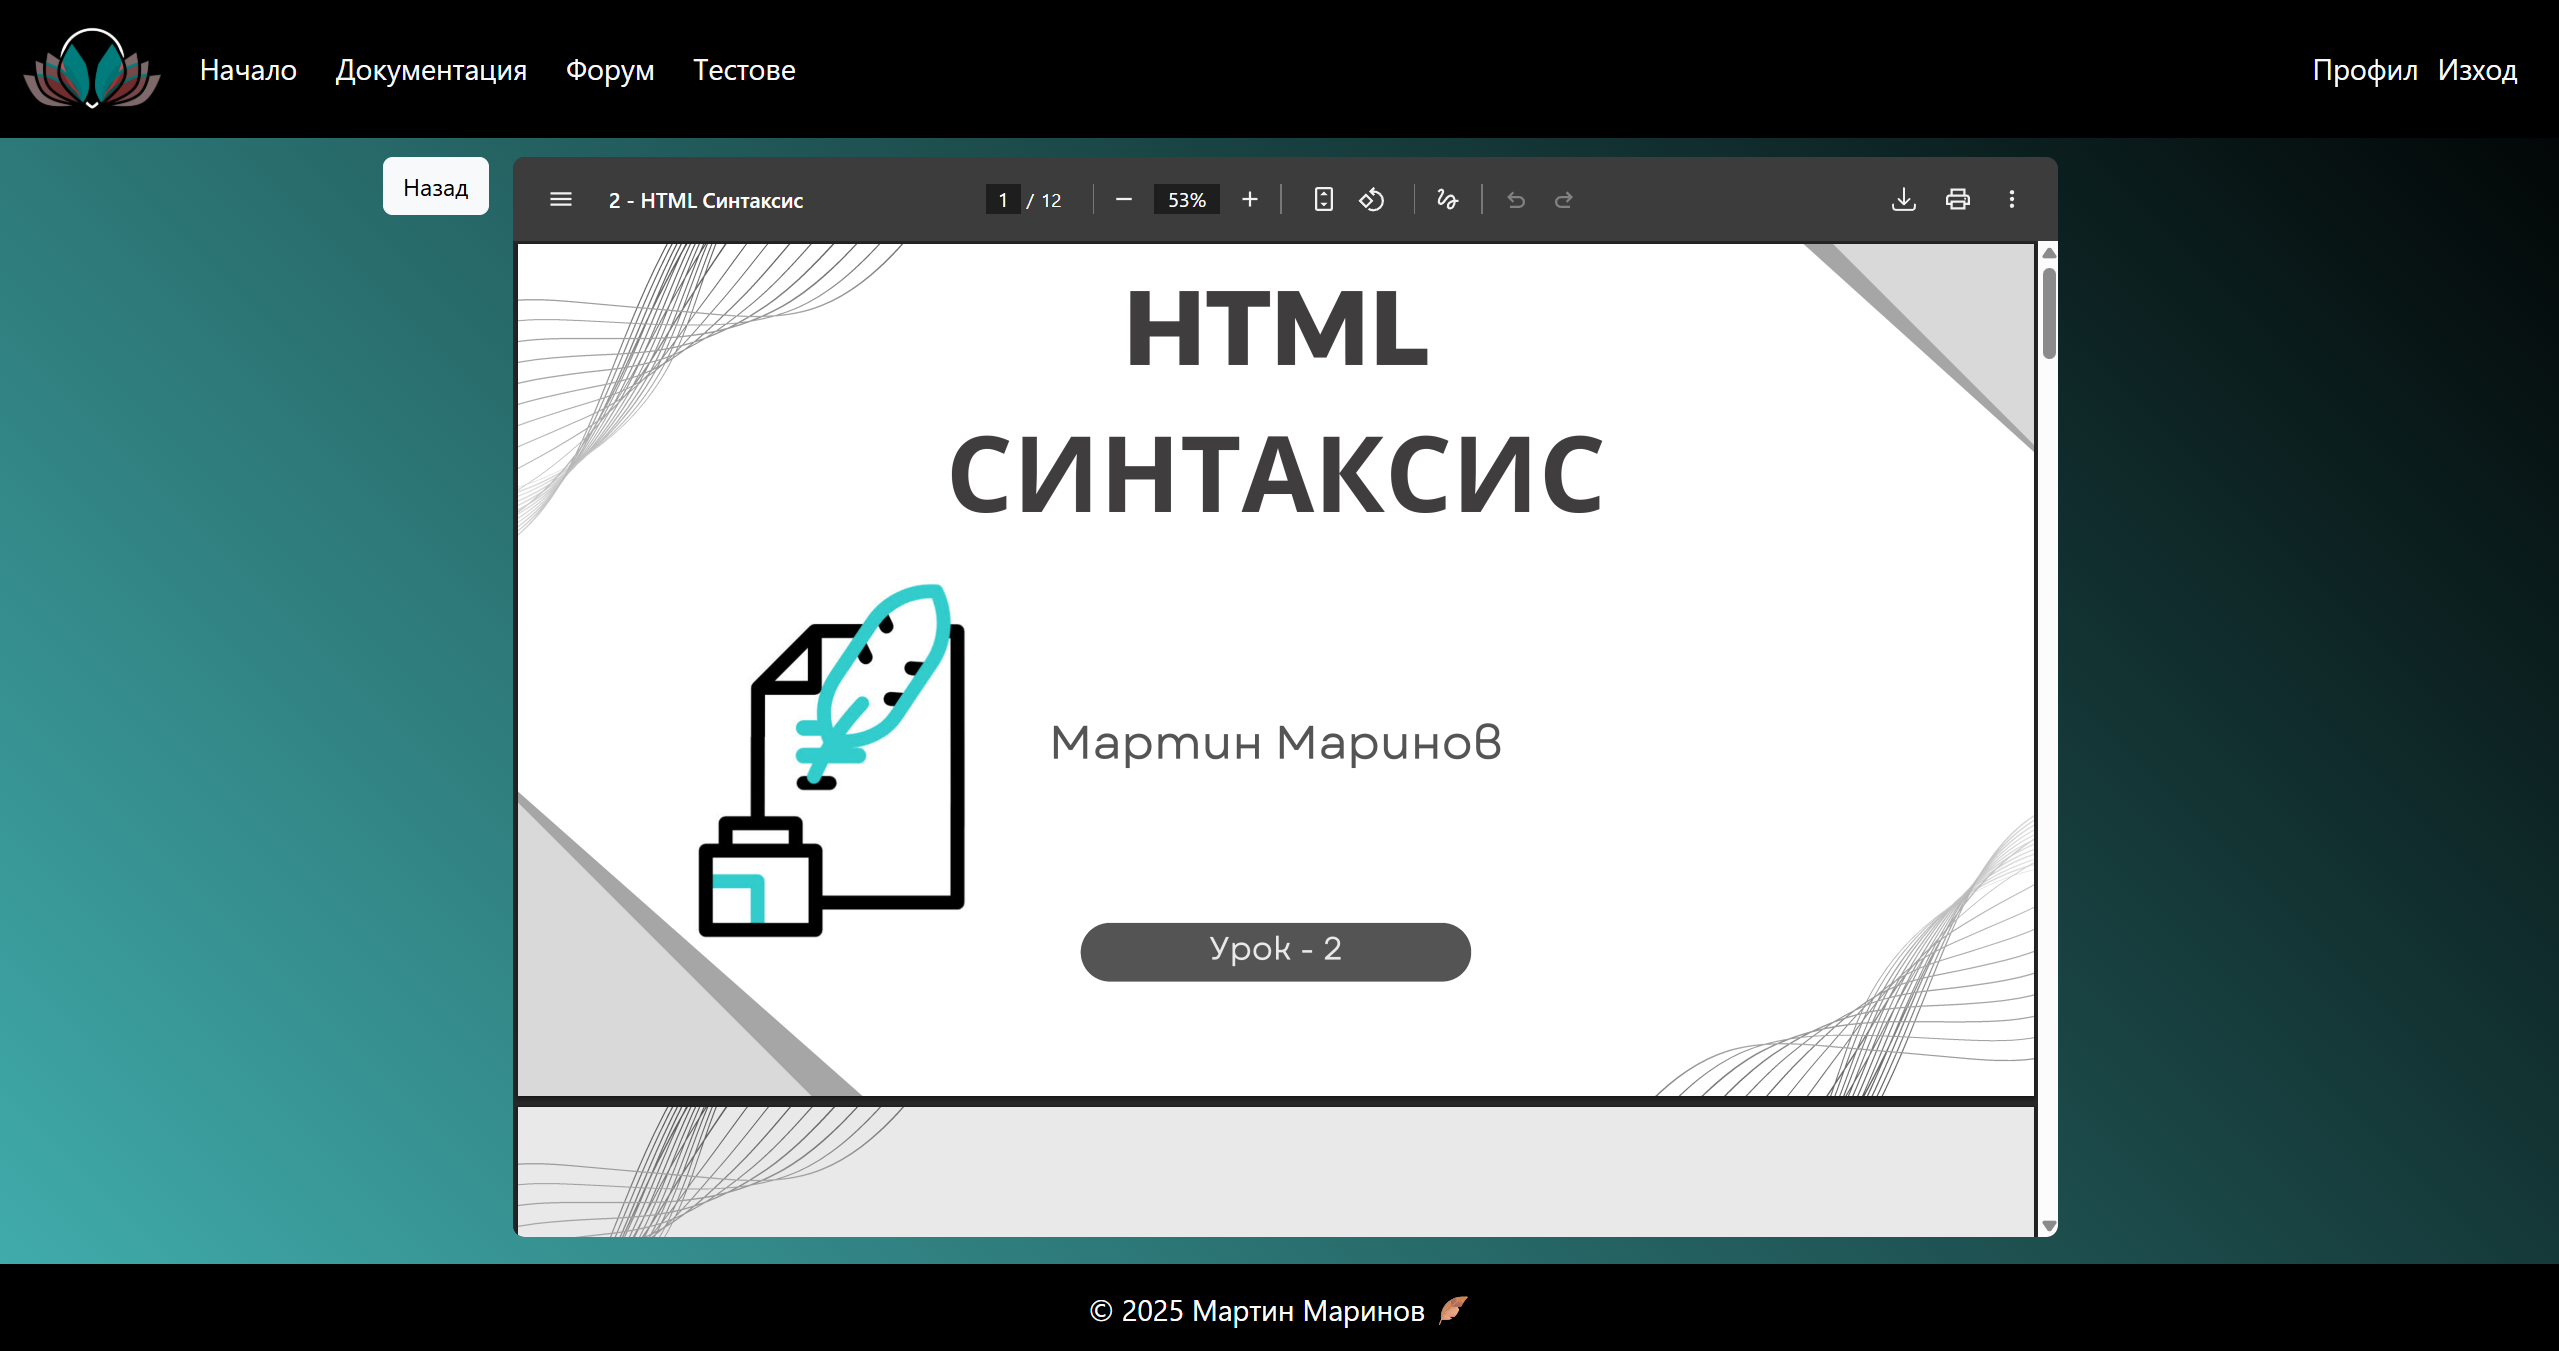 Начало Документация Форум Тестове Профил Изход
Назад
2 - HTML Синтаксис 1 / 12 53%
HTML
СИНТАКСИС
Мартин Маринов
Урок - 2
© 2025 Мартин Маринов